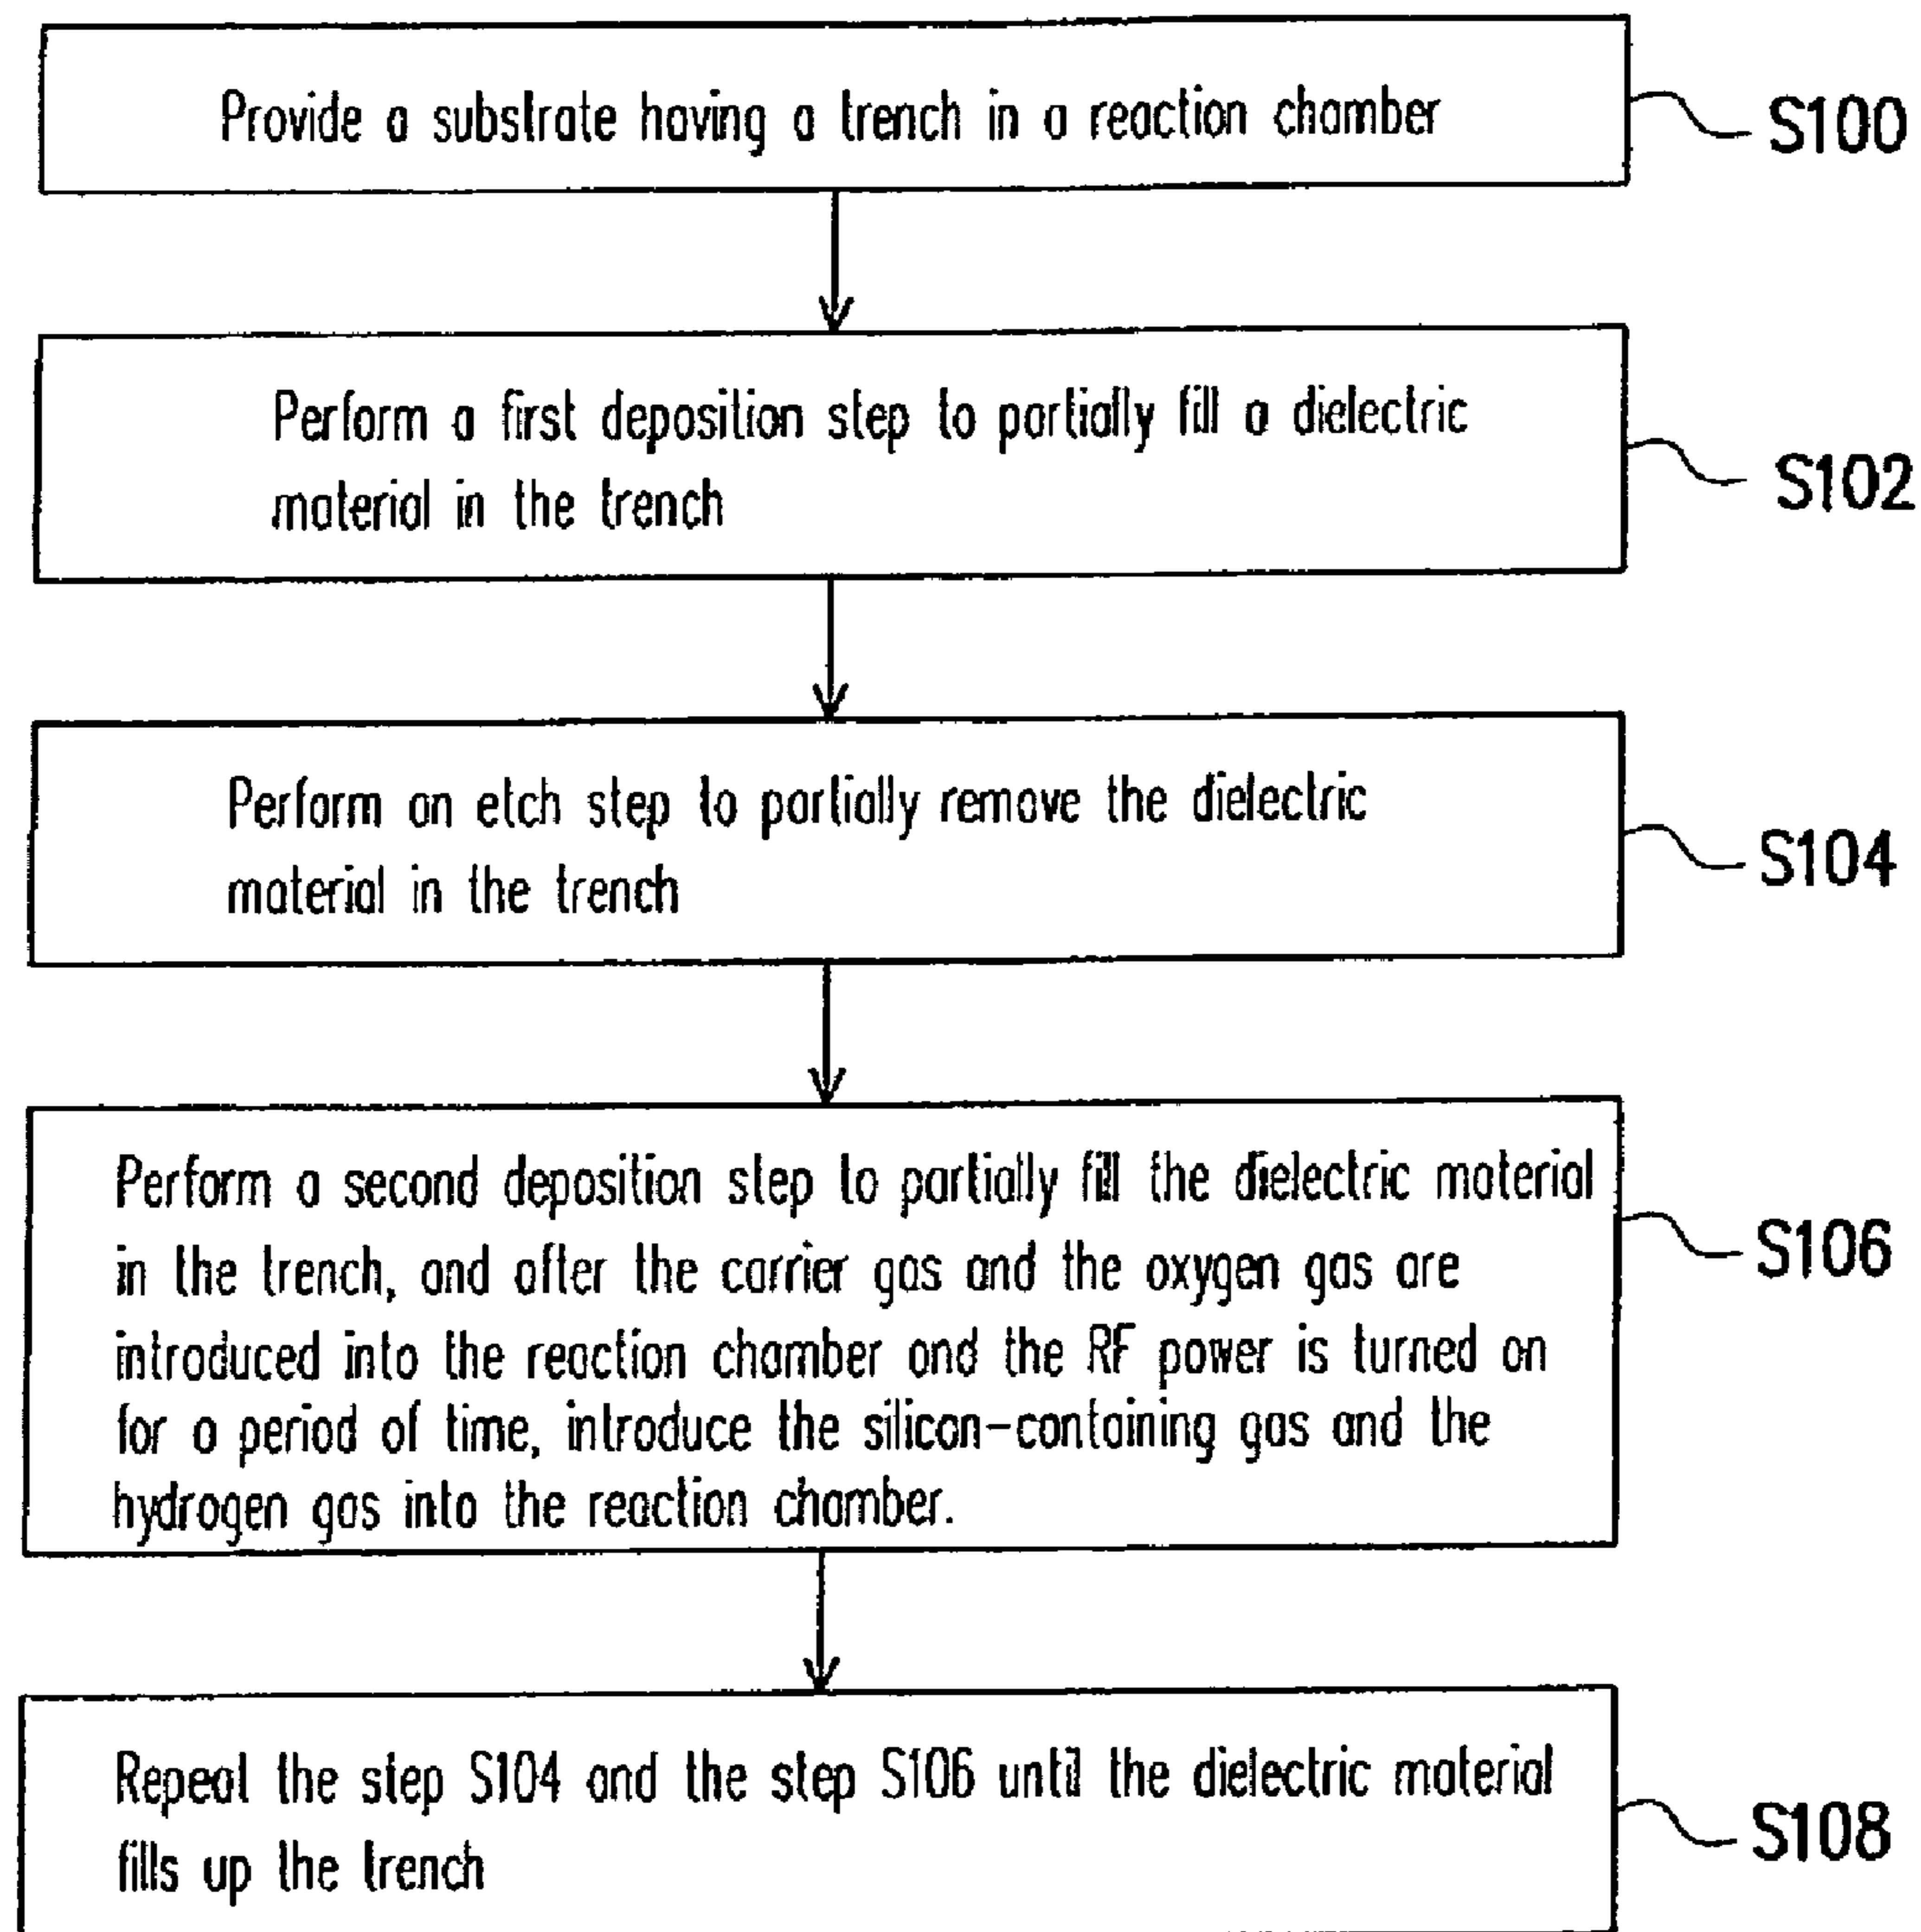 Provide a substrate having a trench in a reaction chamber
S100
Perform a first deposition step to partially fill a dielectric
material in the trench
S102
Perform an etch step to partially remove the dielectric
material in the trench
S104
Perform a second deposition step to partially fill the dielectric material
in the trench, and after the carrier gas and the oxygen gas are
introduced into the reaction chamber and the RF power is turned on
for a period of time, introduce the silicon-containing gas and the
hydrogen gas into the reaction chamber.
S106
Repeat the step S104 and the step S106 until the dielectric material
fills up the trench
S108